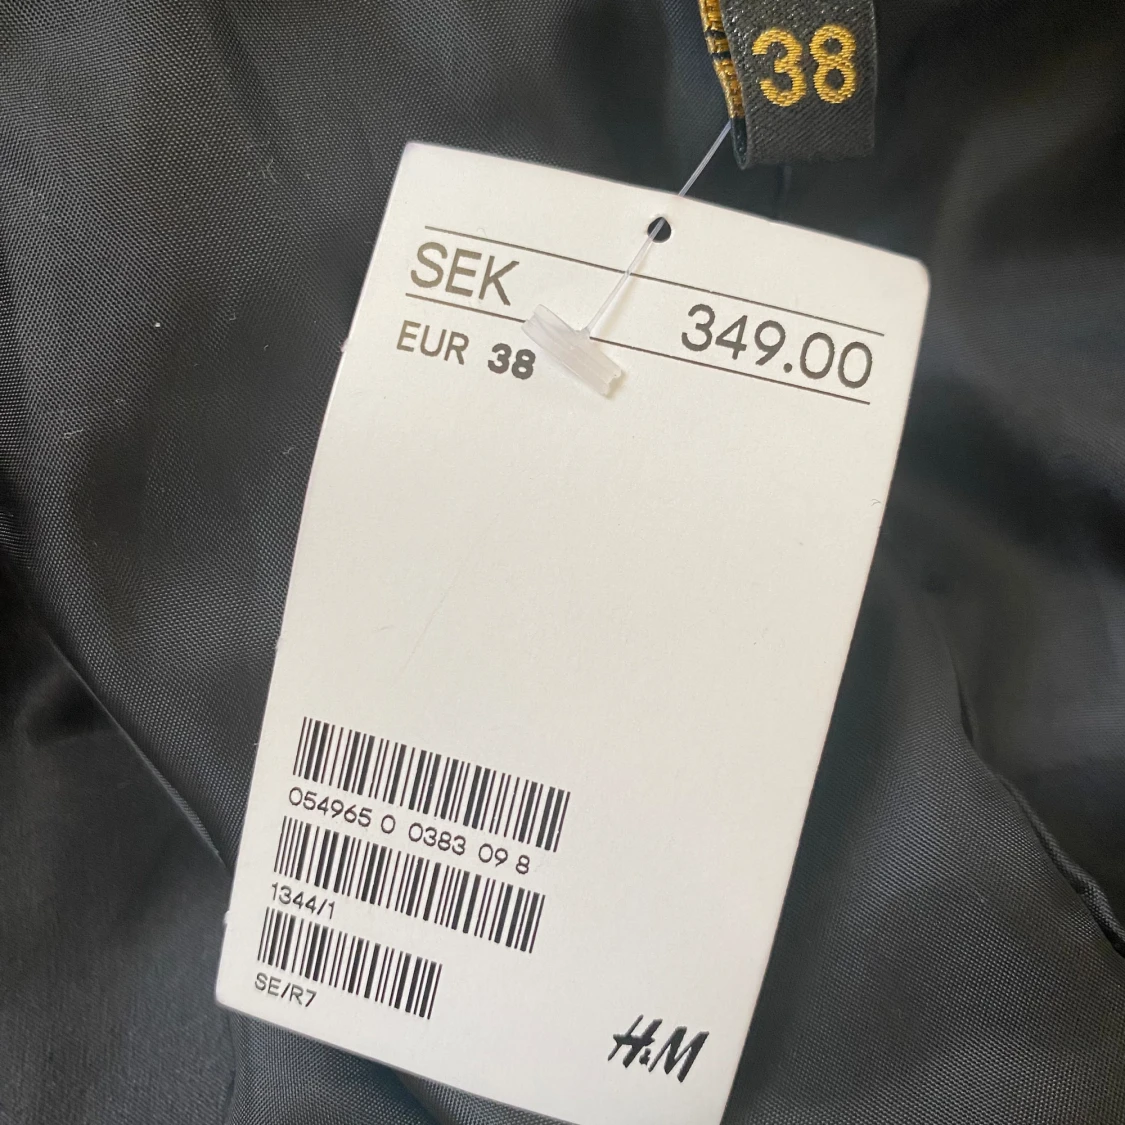 38
SEK 349.00
EUR 38
054965 0 0383 09 8
1344/1
SE/R7
H&M